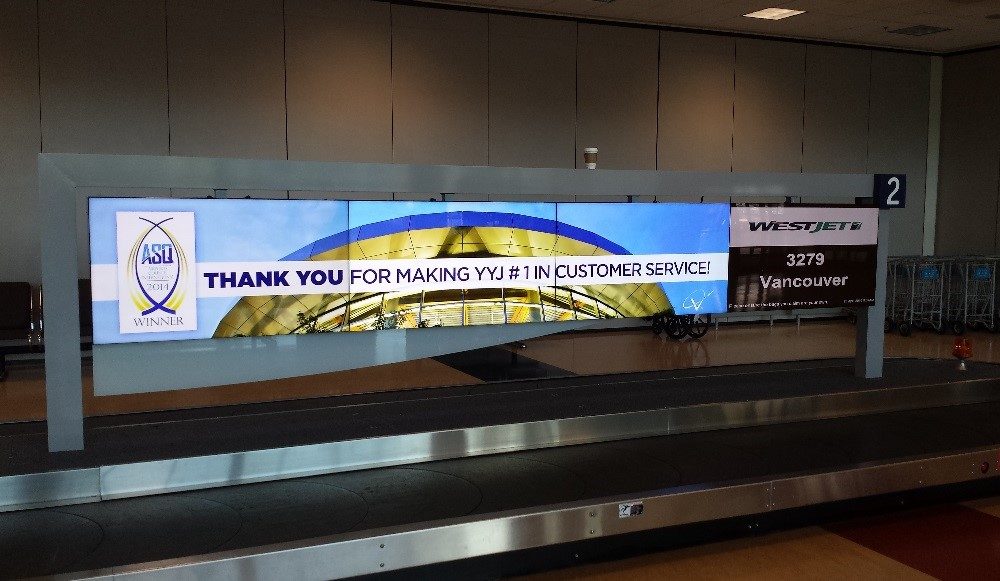 ASQ
2014
WINNER
THANK YOU FOR MAKING YYJ #1 IN CUSTOMER SERVICE!
WESTJET
3279
Vancouver
2